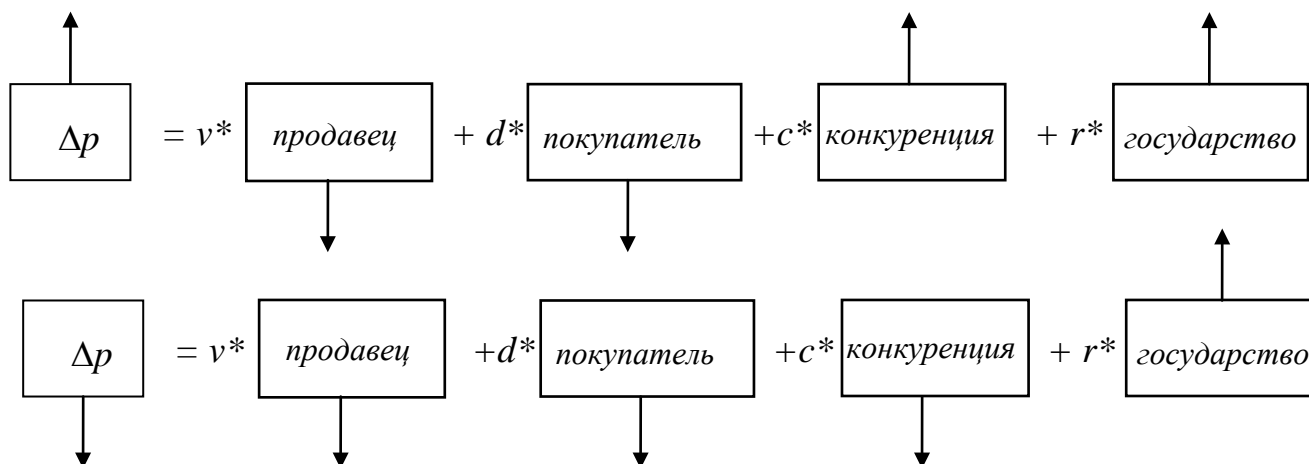 Δp = v* продавец + d* покупатель +c* конкуренция + r* государство
Δp = v* продавец +d* покупатель +c* конкуренция + r* государство